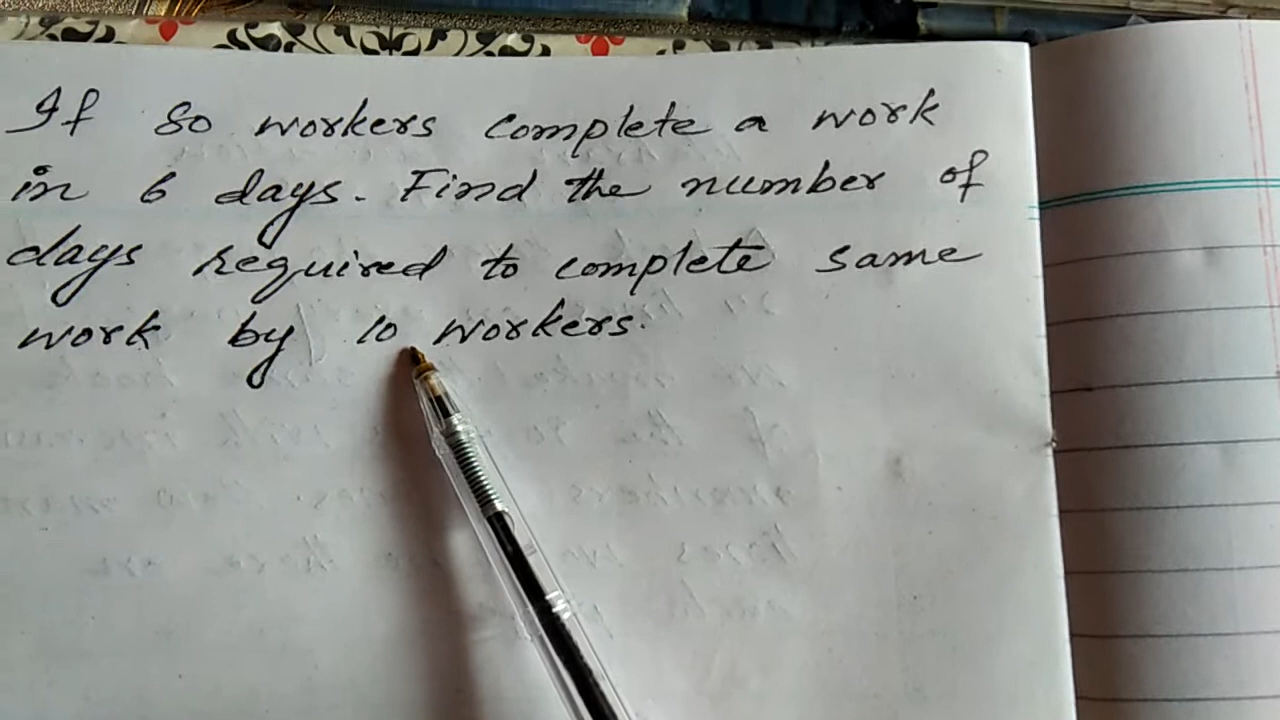 If 80 workers complete a work
in 6 days. Find the number of
days required to complete same
work by 10 workers.